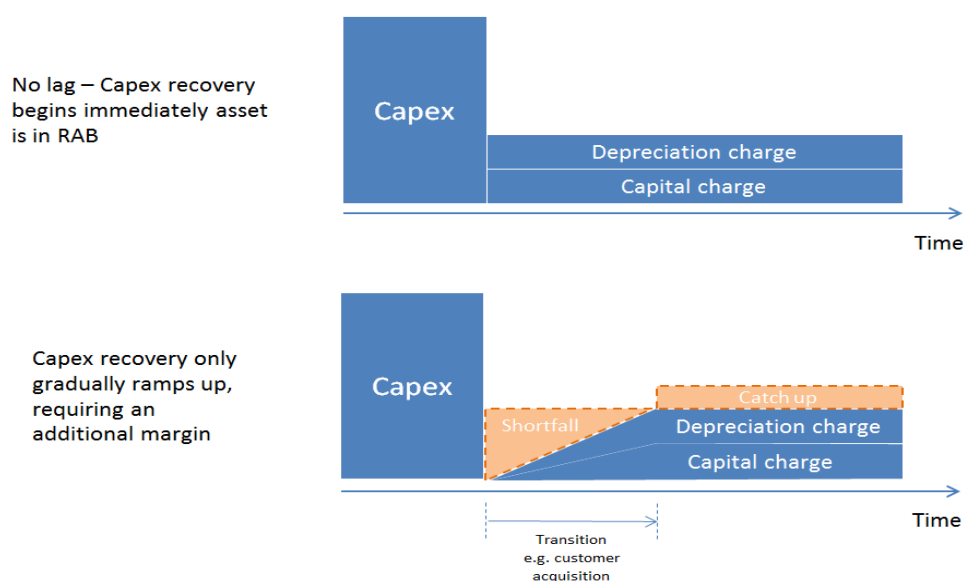 No lag – Capex recovery
begins immediately asset
is in RAB
Capex
Depreciation charge
Capital charge
Time
Capex recovery only
gradually ramps up,
requiring an
additional margin
Capex
Shortfall
Catch up
Depreciation charge
Capital charge
Time
Transition
e.g. customer
acquisition